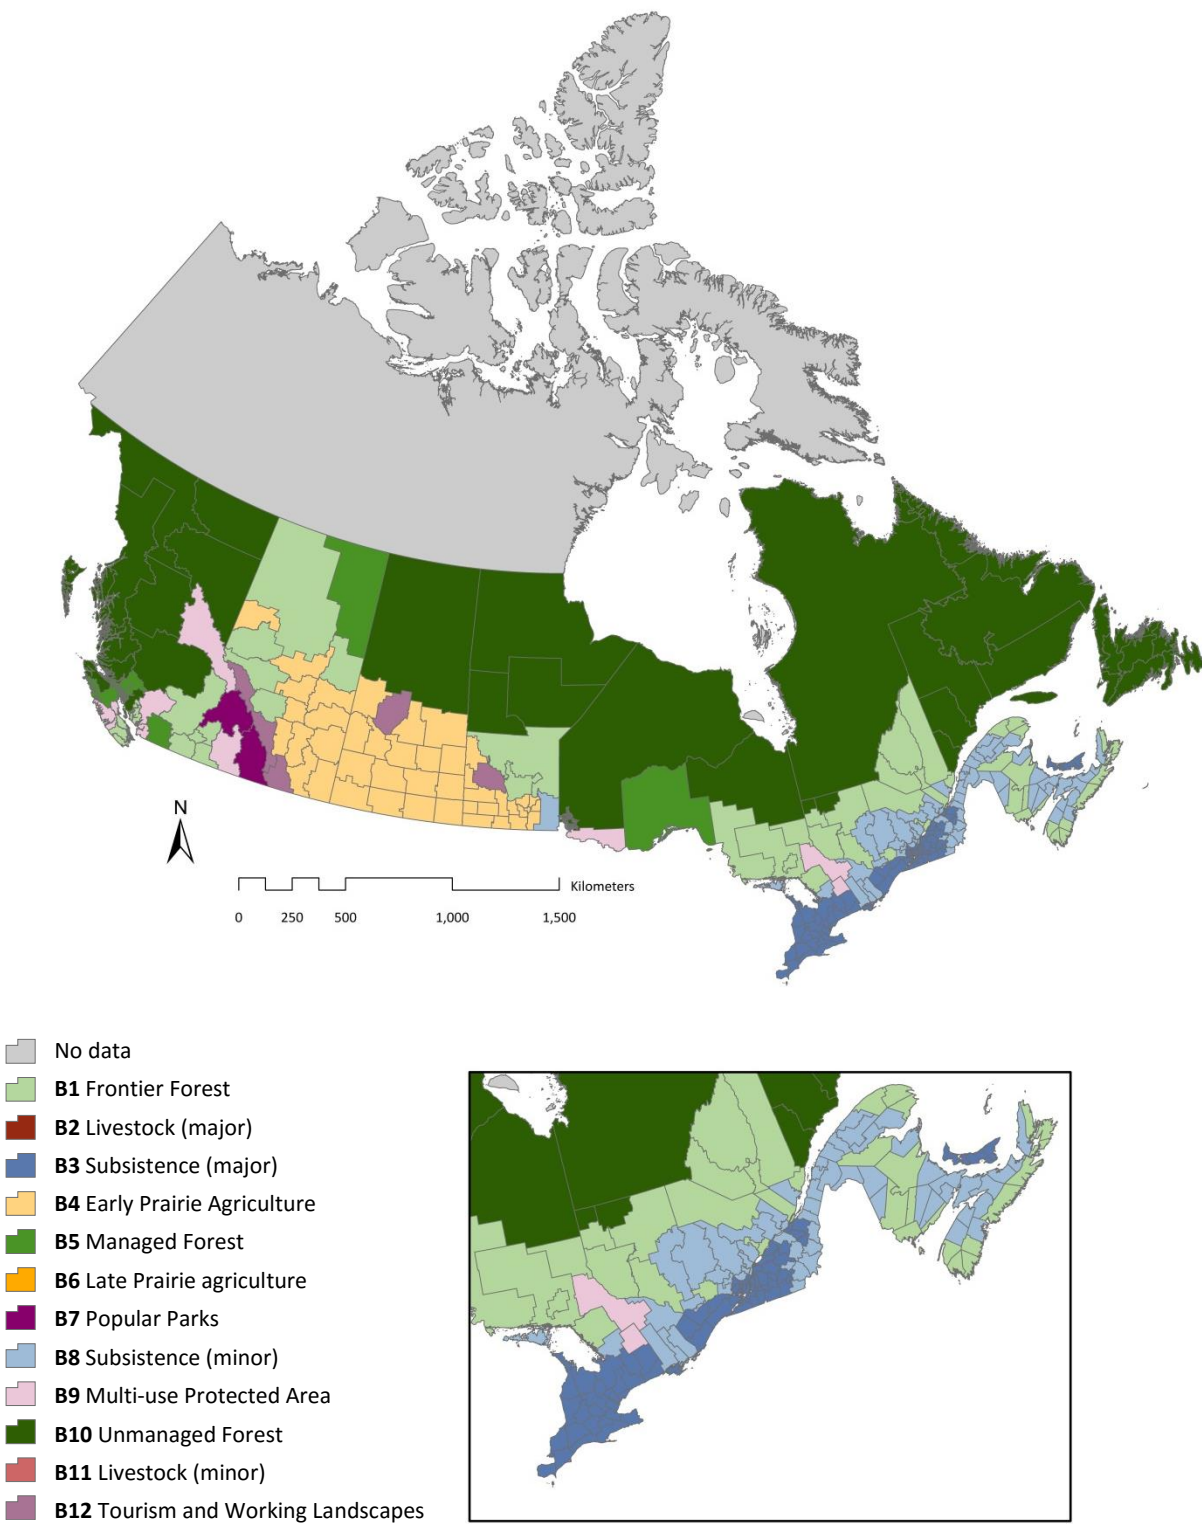 N
Kilometers
0 250 500 1,000 1,500
No data
B1 Frontier Forest
B2 Livestock (major)
B3 Subsistence (major)
B4 Early Prairie Agriculture
B5 Managed Forest
B6 Late Prairie agriculture
B7 Popular Parks
B8 Subsistence (minor)
B9 Multi-use Protected Area
B10 Unmanaged Forest
B11 Livestock (minor)
B12 Tourism and Working Landscapes